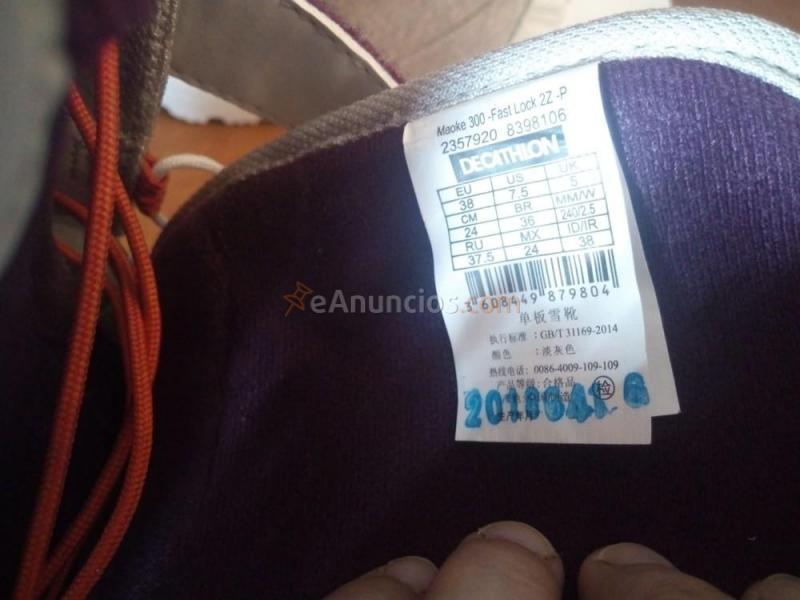 Maoke 300 -Fast Lock 2Z -P
2357920 8398106
DECATHLON
EU US UK
38 7.5 5
CM BR MM/W
24 36 240/2.5
RU MX ID/IR
37.5 24 38
3 608449 879804
eAnuncios.com
单板雪靴
执行标准：GB/T 31169-2014
颜色：淡灰色
热线电话：0086-4009-109-109
产品等级：合格品
检